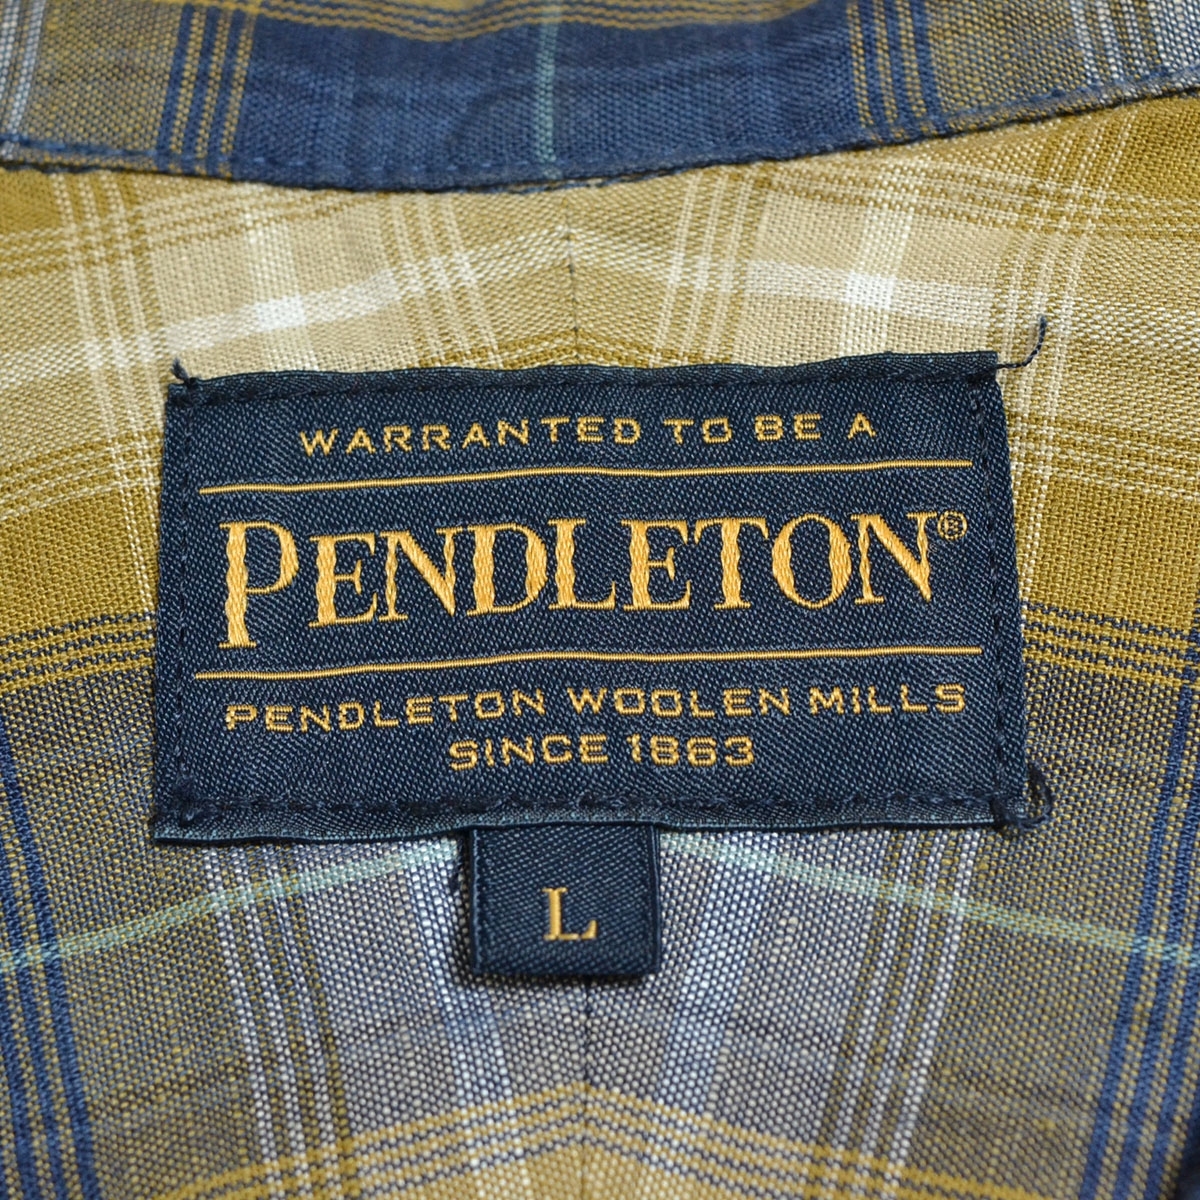 WARRANTED TO BE A
PENDLETON®
PENDLETON WOOLEN MILLS
SINCE 1863
L